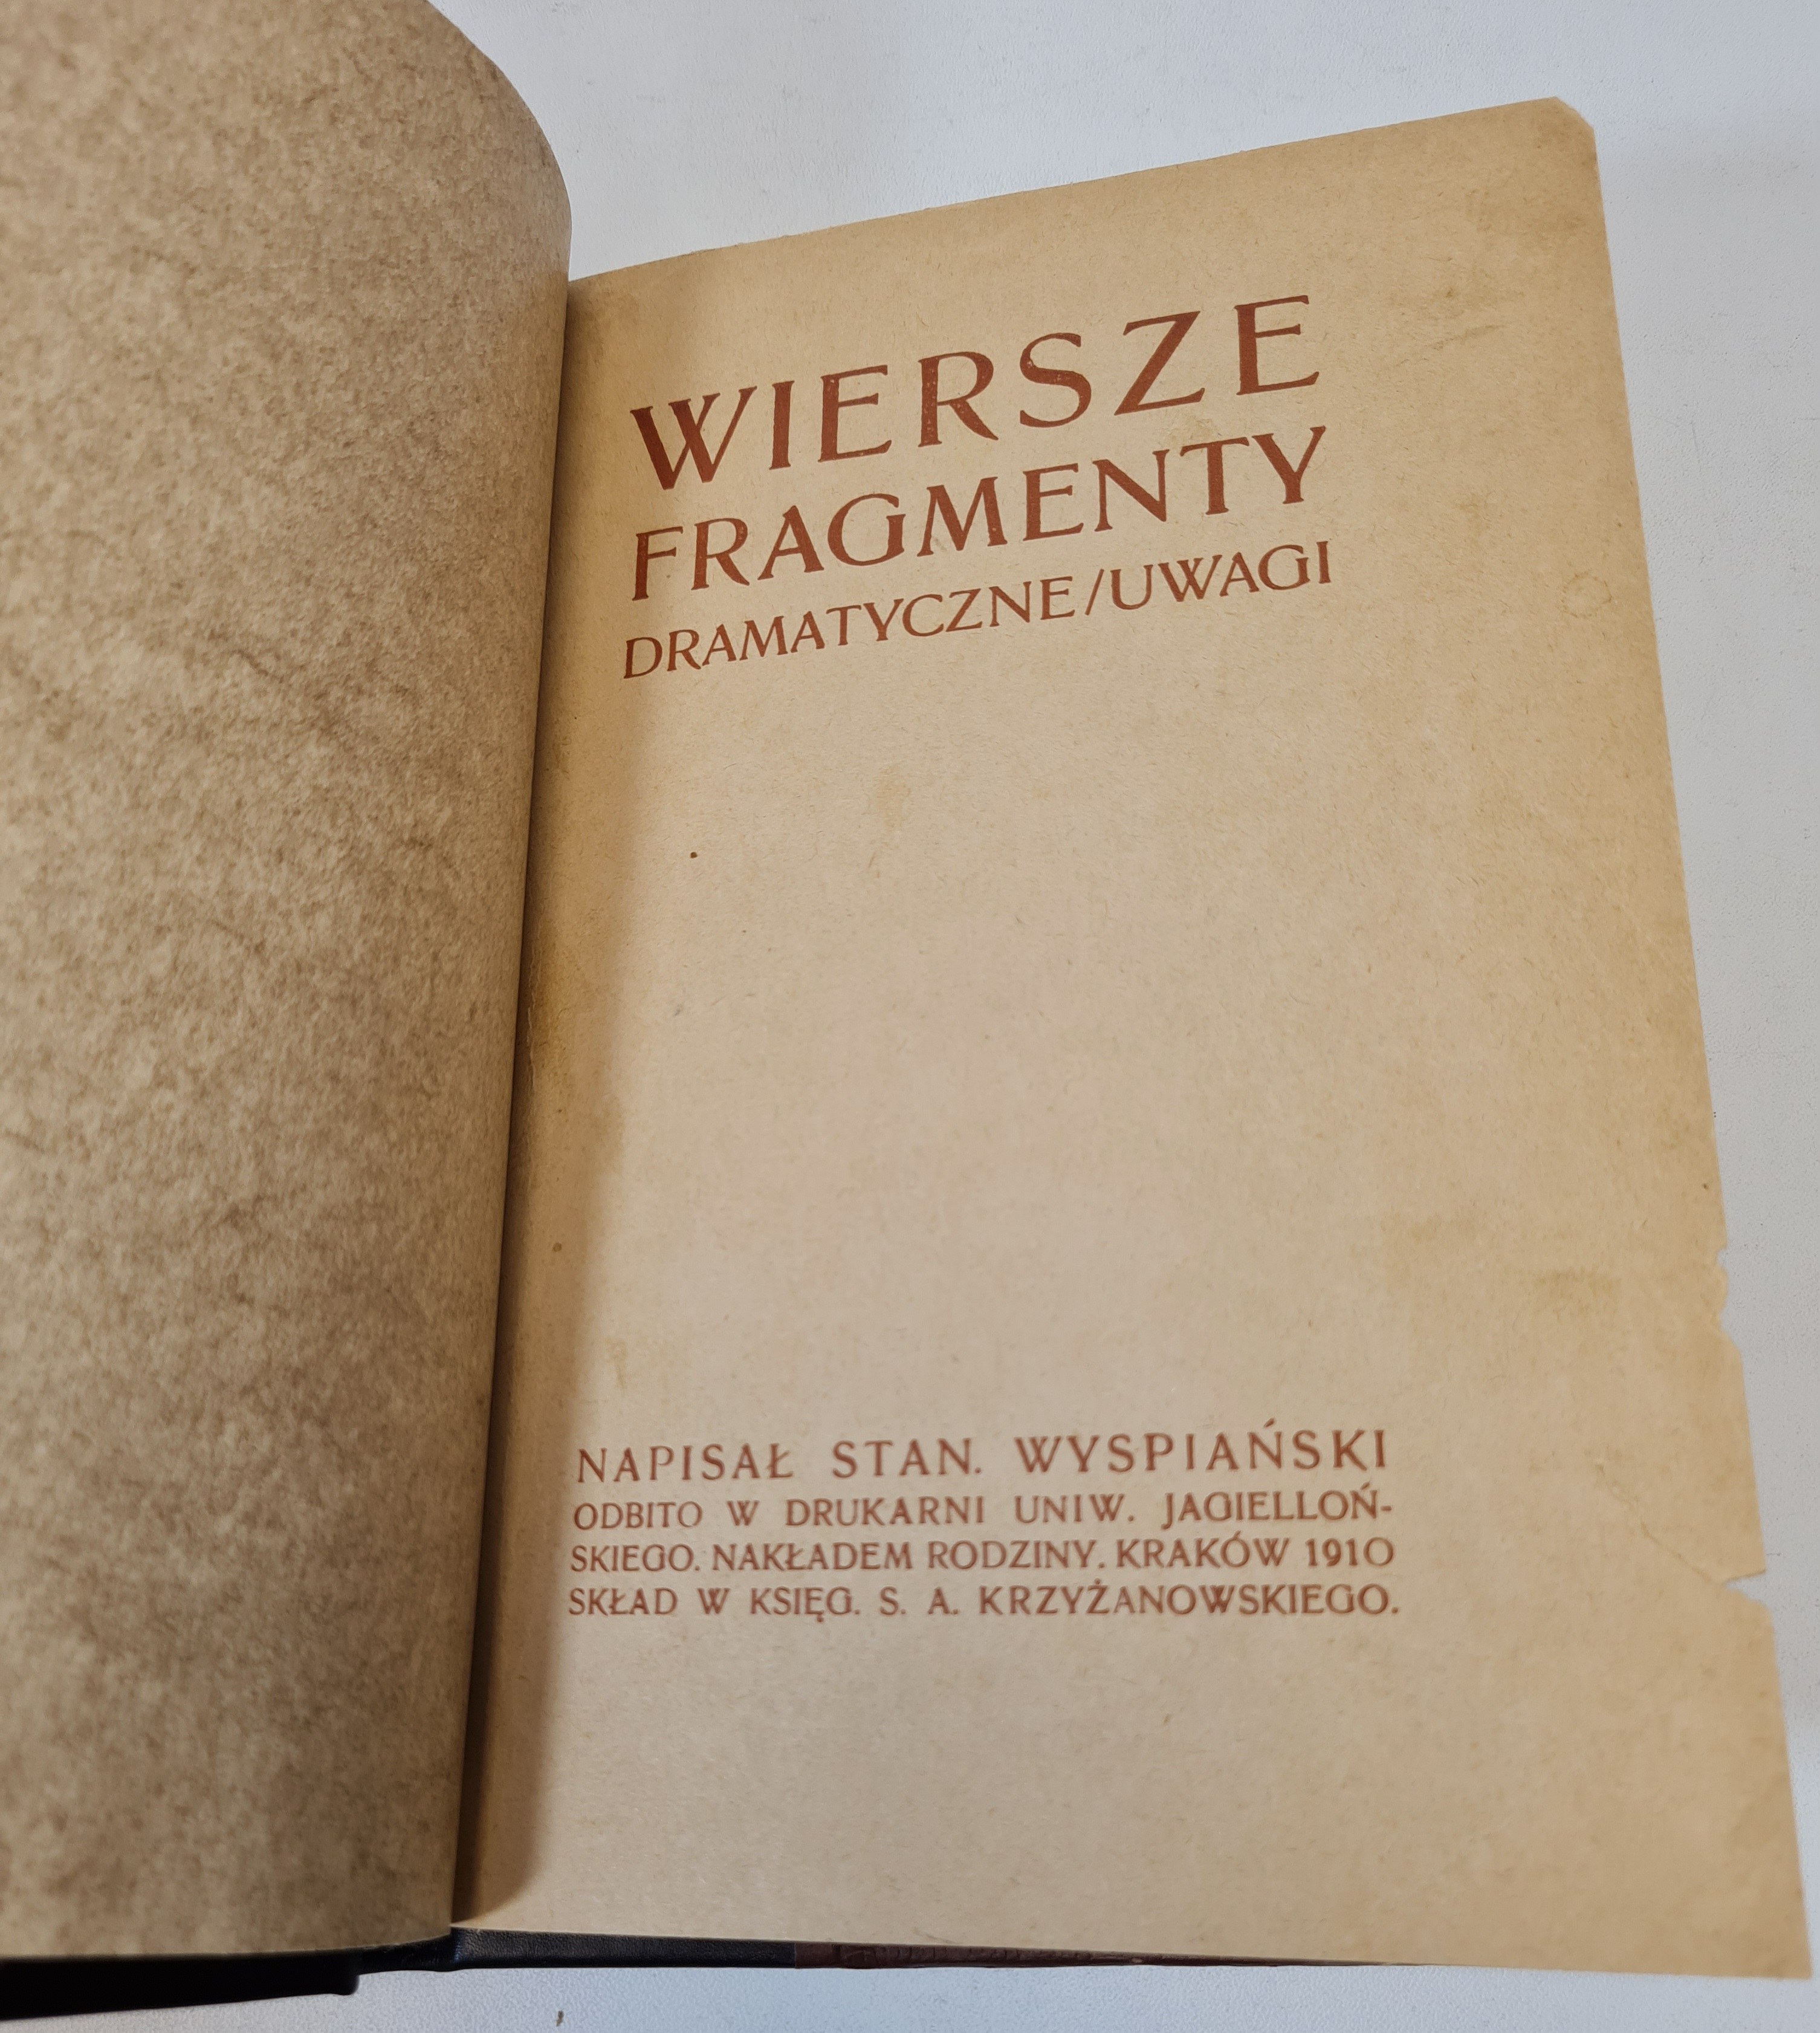 WIERSZE
FRAGMENTY
DRAMATYCZNE/UWAGI
NAPISAŁ STAN. WYSPIAŃSKI
ODBITO W DRUKARNI UNIW. JAGIELLOŃ-
SKIEGO. NAKŁADEM RODZINY. KRAKÓW 1910
SKŁAD W KSIĘG. S. A. KRZYŻANOWSKIEGO.